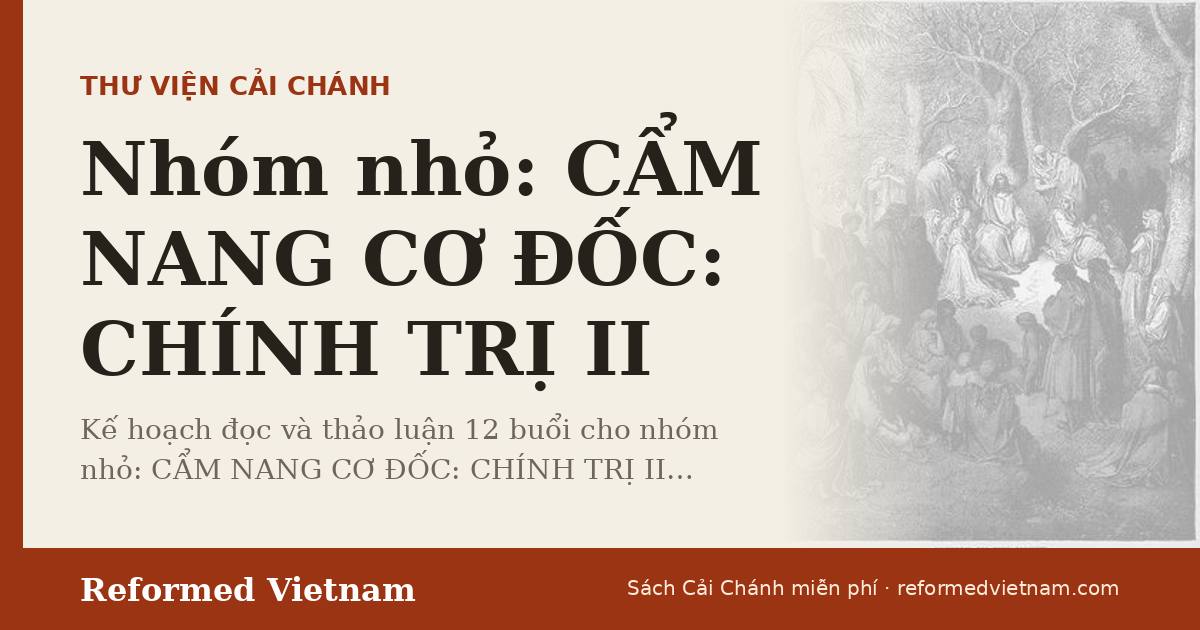 THƯ VIỆN CẢI CHÁNH
Nhóm nhỏ: CẨM
NANG CƠ ĐỐC:
CHÍNH TRỊ II
Kế hoạch đọc và thảo luận 12 buổi cho nhóm
nhỏ: CẨM NANG CƠ ĐỐC: CHÍNH TRỊ II…
Reformed Vietnam
Sách Cải Chánh miễn phí · reformedvietnam.com